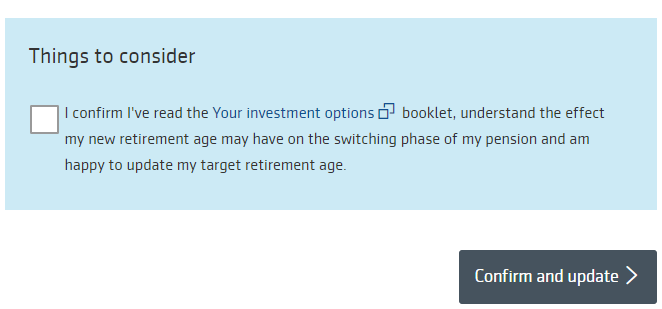 Things to consider
I confirm I've read the Your investment options booklet, understand the effect
my new retirement age may have on the switching phase of my pension and am
happy to update my target retirement age.
Confirm and update